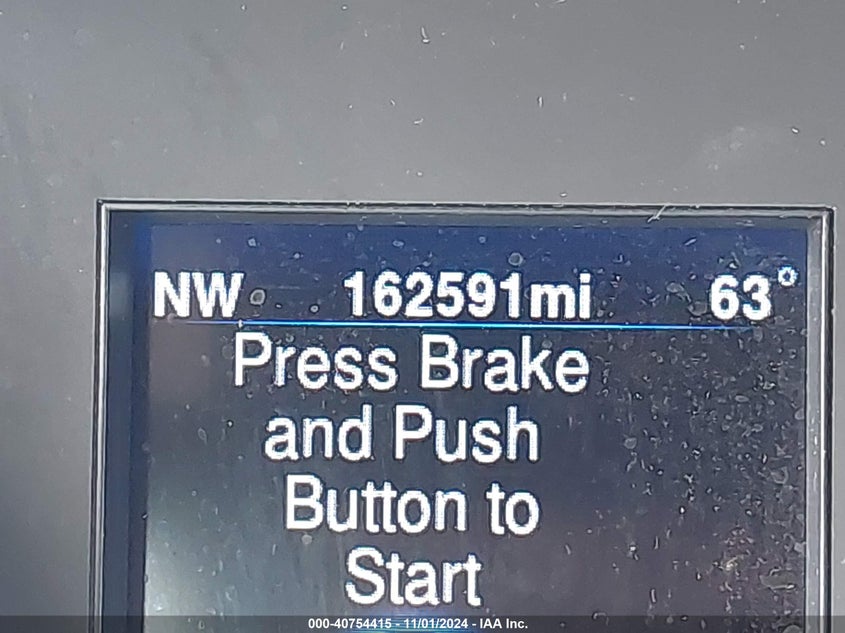 NW 162591mi 63°
Press Brake
and Push
Button to
Start
000-40754415 - 11/01/2024 - IAA Inc.